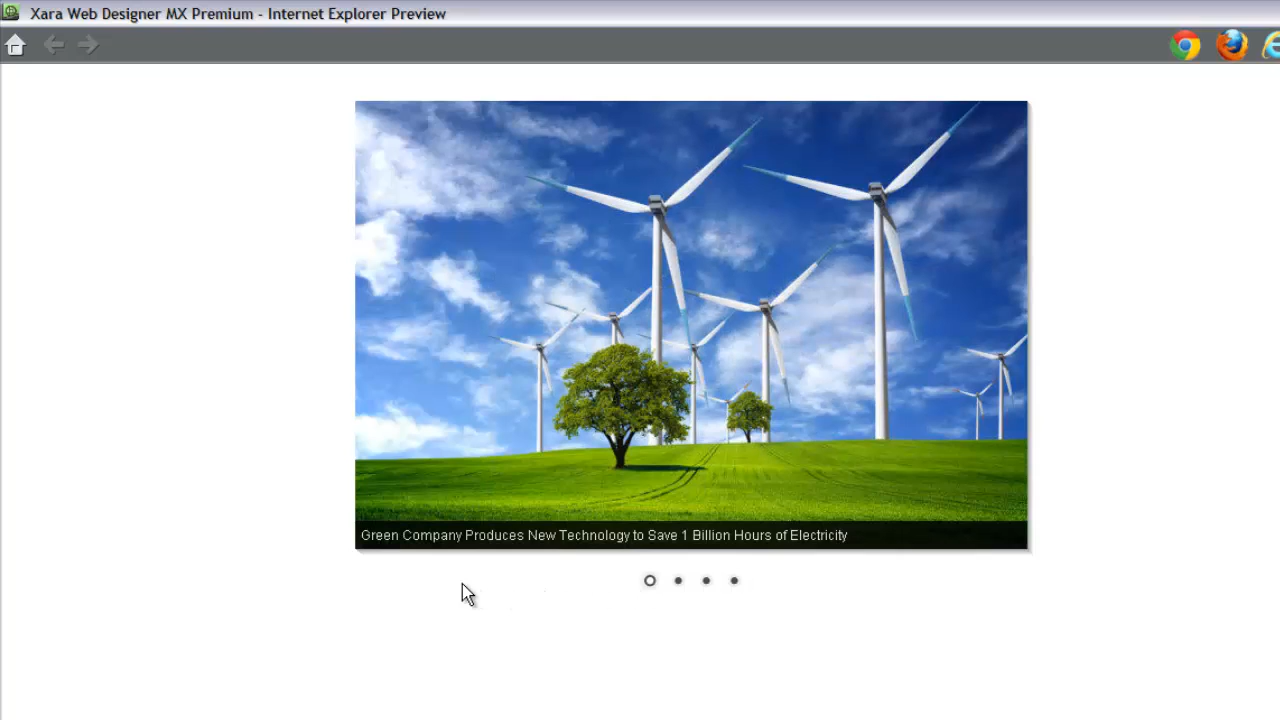 Xara Web Designer MX Premium - Internet Explorer Preview
Green Company Produces New Technology to Save 1 Billion Hours of Electricity